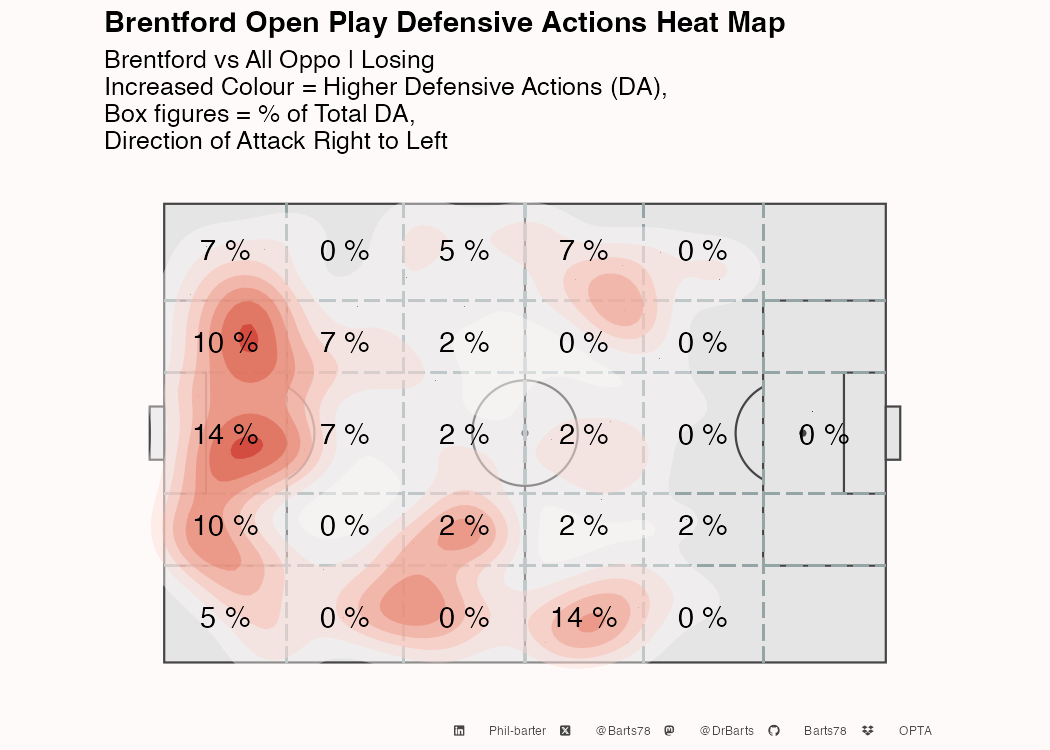 Brentford Open Play Defensive Actions Heat Map
Brentford vs All Oppo | Losing
Increased Colour = Higher Defensive Actions (DA),
Box figures = % of Total DA,
Direction of Attack Right to Left
7 % 0 % 5 % 7 % 0 %
10 % 7 % 2 % 0 % 0 %
14 % 7 % 2 % 2 % 0 % 0 %
10 % 0 % 2 % 2 % 2 %
5 % 0 % 0 % 14 % 0 %
Phil-barter @Barts78 @DrBarts Barts78 OPTA